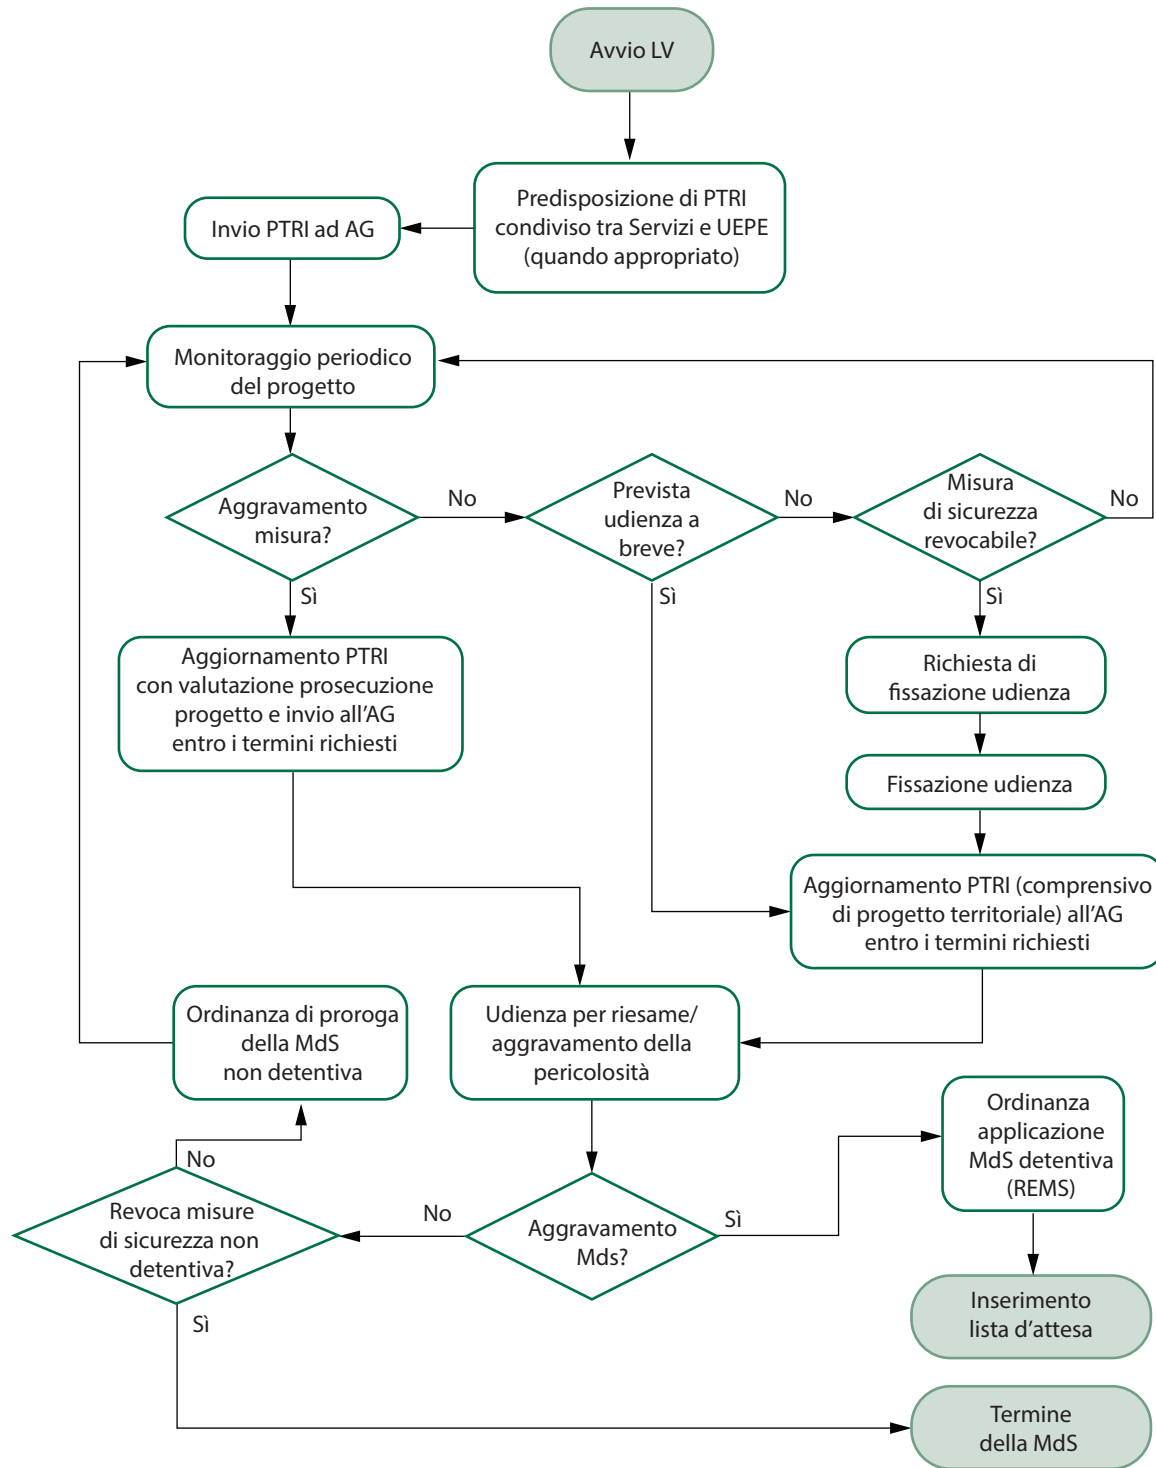 Avvio LV
Predisposizione di PTRI
condiviso tra Servizi e UEPE
(quando appropriato)
Invio PTRI ad AG
Monitoraggio periodico
del progetto
Aggravamento
misura?
No
Prevista
udienza a
breve?
No
Misura
di sicurezza
revocabile?
No
Sì
Sì
Sì
Aggiornamento PTRI
con valutazione prosecuzione
progetto e invio all'AG
entro i termini richiesti
Richiesta di
fissazione udienza
Fissazione udienza
Aggiornamento PTRI (comprensivo
di progetto territoriale) all'AG
entro i termini richiesti
Ordinanza di proroga
della MdS
non detentiva
Udienza per riesame/
aggravamento della
pericolosità
Ordinanza
applicazione
MdS detentiva
(REMS)
No
Revoca misure
di sicurezza non
detentiva?
No
Aggravamento
Mds?
Sì
Sì
Inserimento
lista d'attesa
Termine
della MdS